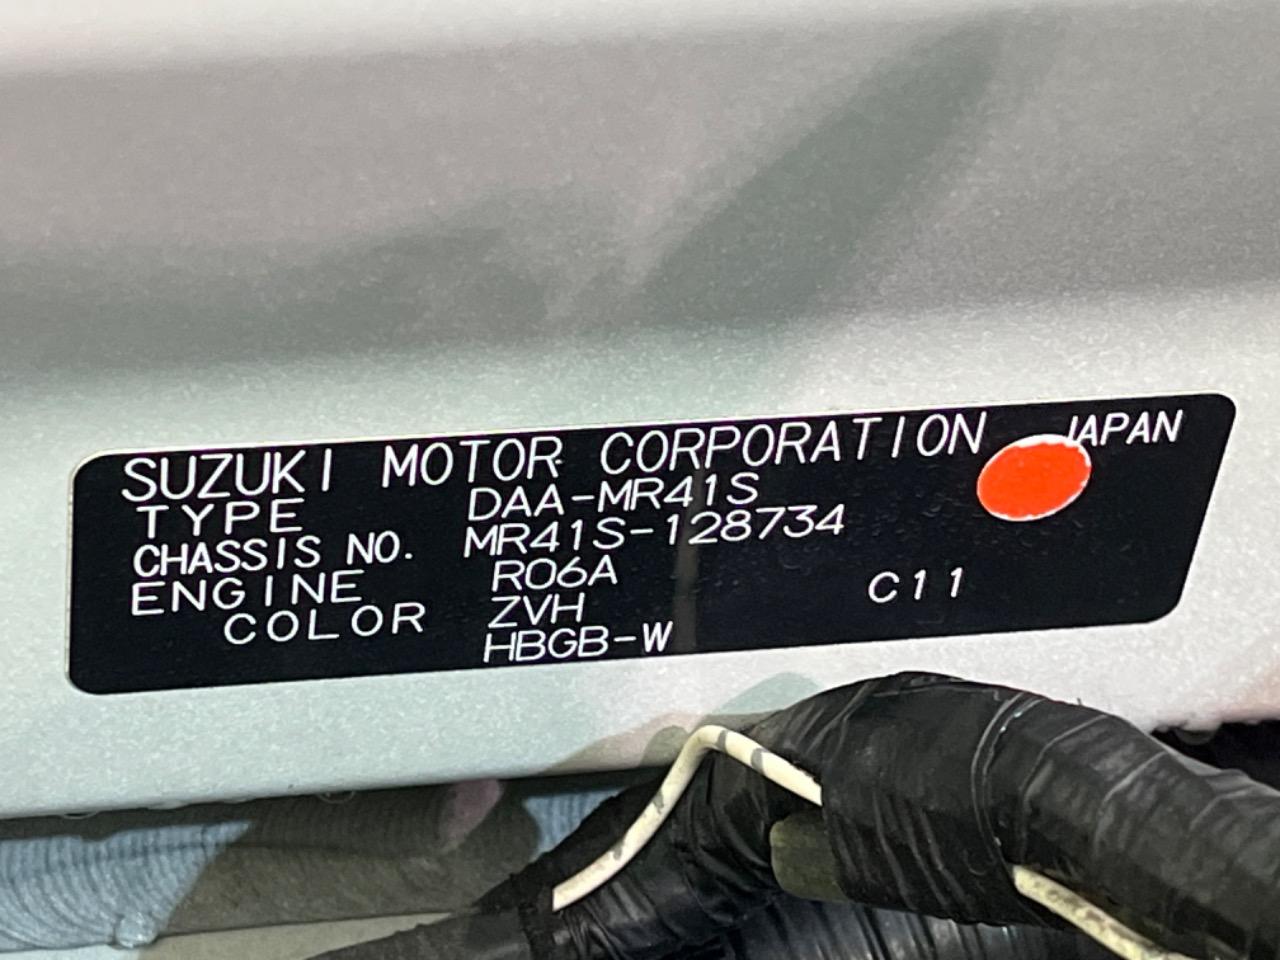 SUZUKI MOTOR CORPORATION JAPAN
TYPE DAA-MR41S
CHASSIS NO. MR41S-128734
ENGINE R06A
COLOR ZVH C11
HBGB-W